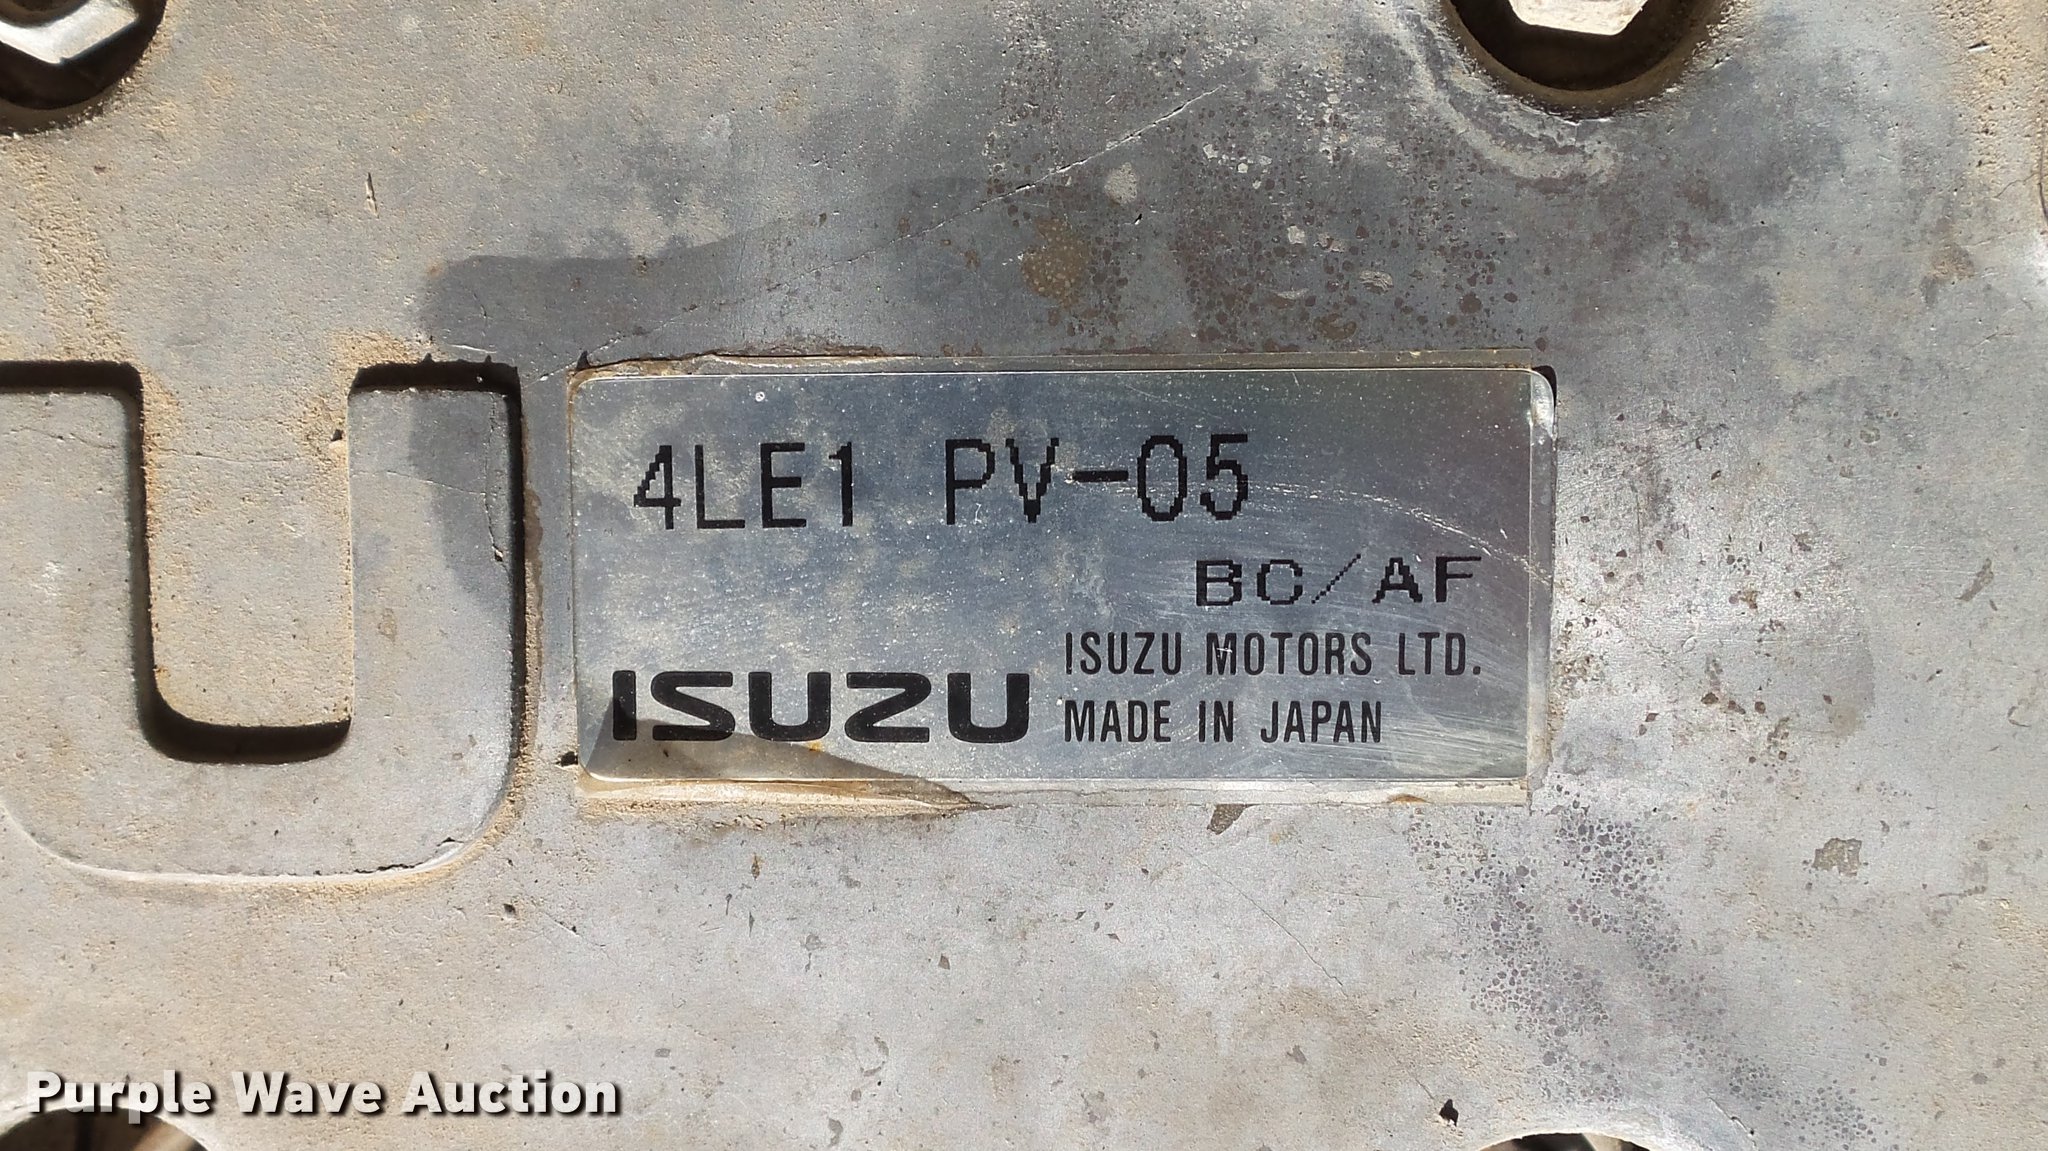 4LE1 PV-05
BC/AF
ISUZU
ISUZU MOTORS LTD.
MADE IN JAPAN
U
Purple Wave Auction